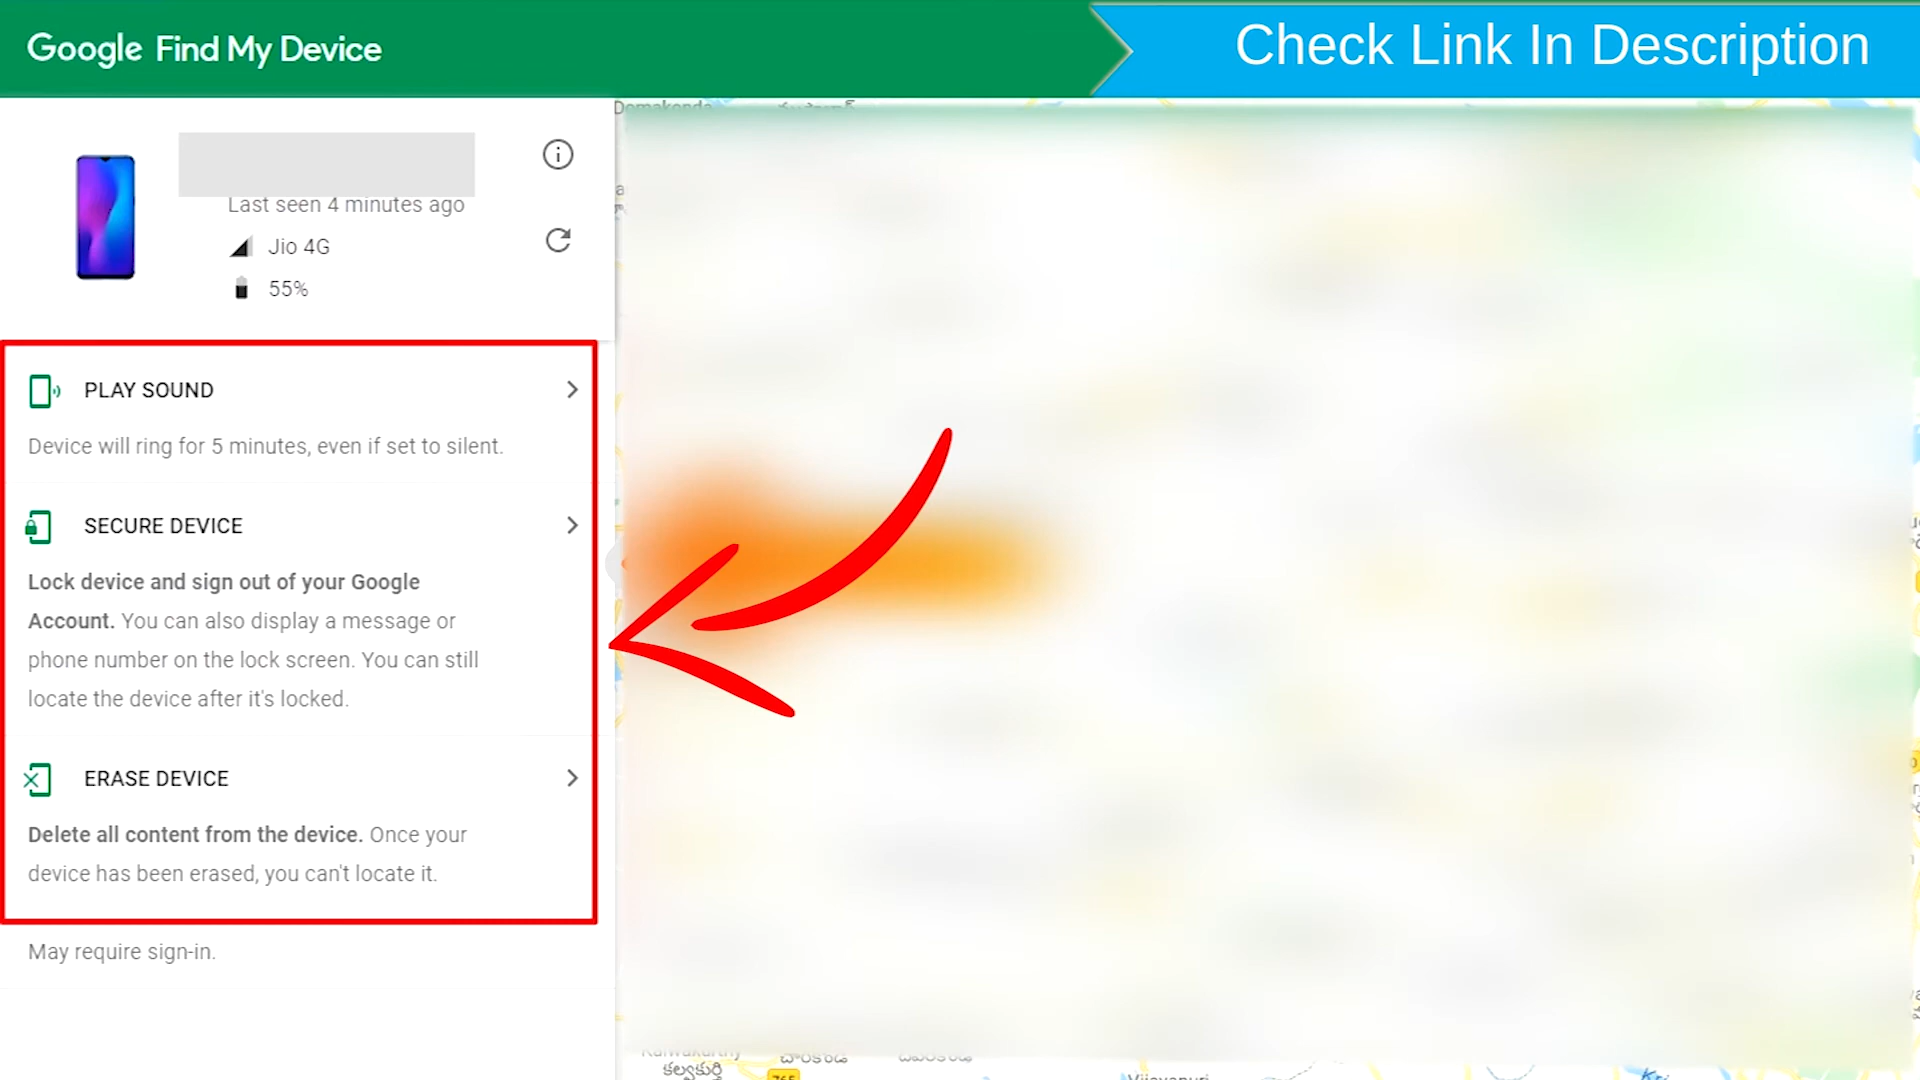 Google Find My Device
Check Link In Description
Last seen 4 minutes ago
Jio 4G
55%
PLAY SOUND
Device will ring for 5 minutes, even if set to silent.
SECURE DEVICE
Lock device and sign out of your Google
Account. You can also display a message or
phone number on the lock screen. You can still
locate the device after it's locked.
ERASE DEVICE
Delete all content from the device. Once your
device has been erased, you can't locate it.
May require sign-in.
Domakonda
కల్వకుర్తి
765